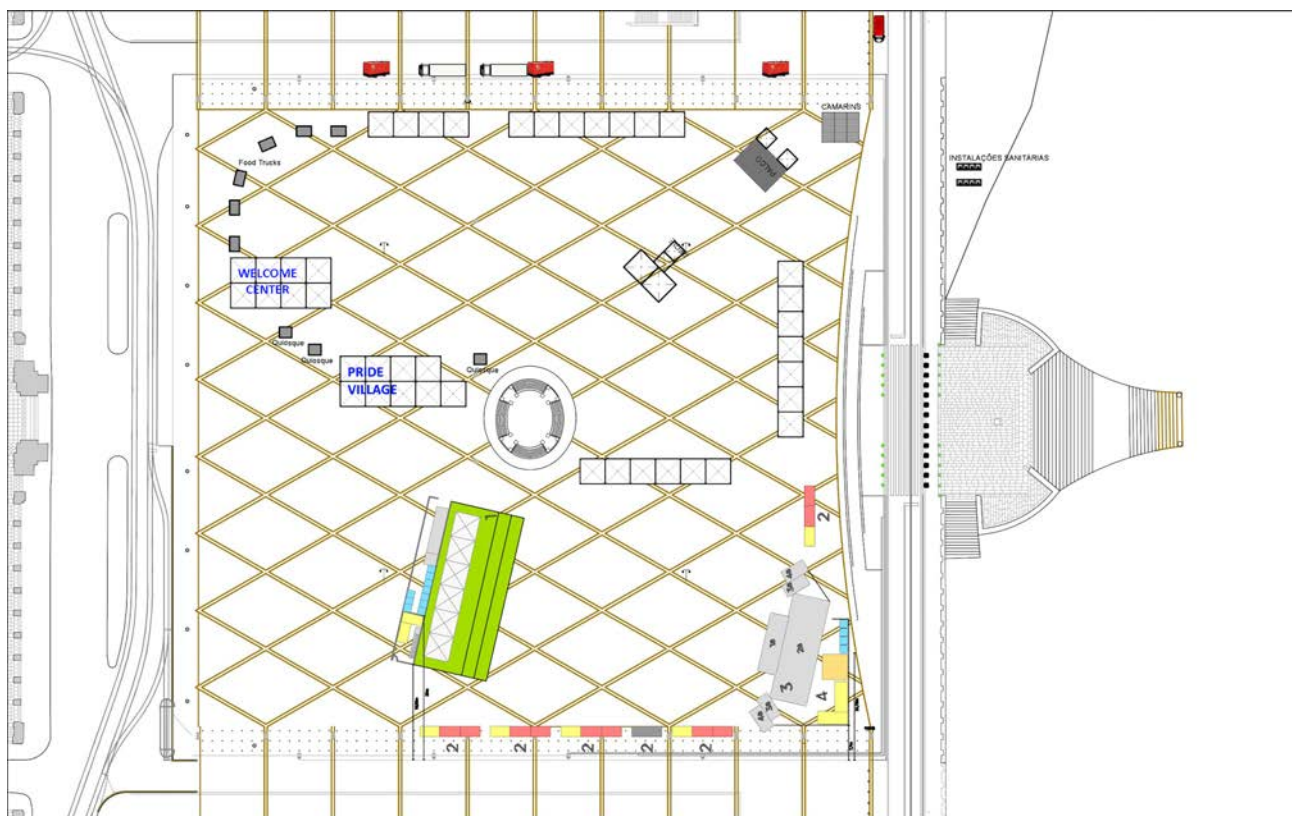 CAMARINS
PALCO
INSTALAÇÕES SANITÁRIAS
Food Trucks
WELCOME
CENTER
Quiosque
Quiosque
Quiosque
PRIDE
VILLAGE
2
3
4
2
2
2
2
2